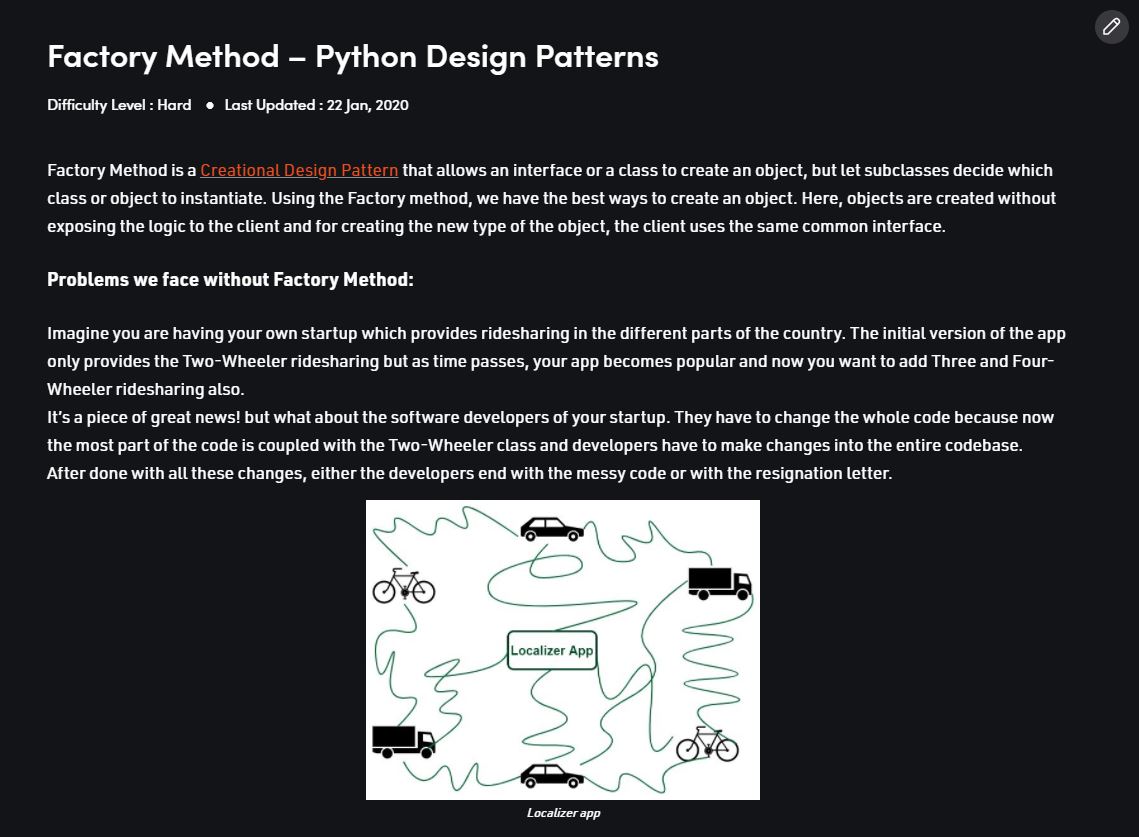 Factory Method – Python Design Patterns
Difficulty Level : Hard ● Last Updated : 22 Jan, 2020
Factory Method is a Creational Design Pattern that allows an interface or a class to create an object, but let subclasses decide which
class or object to instantiate. Using the Factory method, we have the best ways to create an object. Here, objects are created without
exposing the logic to the client and for creating the new type of the object, the client uses the same common interface.
Problems we face without Factory Method:
Imagine you are having your own startup which provides ridesharing in the different parts of the country. The initial version of the app
only provides the Two-Wheeler ridesharing but as time passes, your app becomes popular and now you want to add Three and Four-
Wheeler ridesharing also.
It’s a piece of great news! but what about the software developers of your startup. They have to change the whole code because now
the most part of the code is coupled with the Two-Wheeler class and developers have to make changes into the entire codebase.
After done with all these changes, either the developers end with the messy code or with the resignation letter.
Localizer App
Localizer app